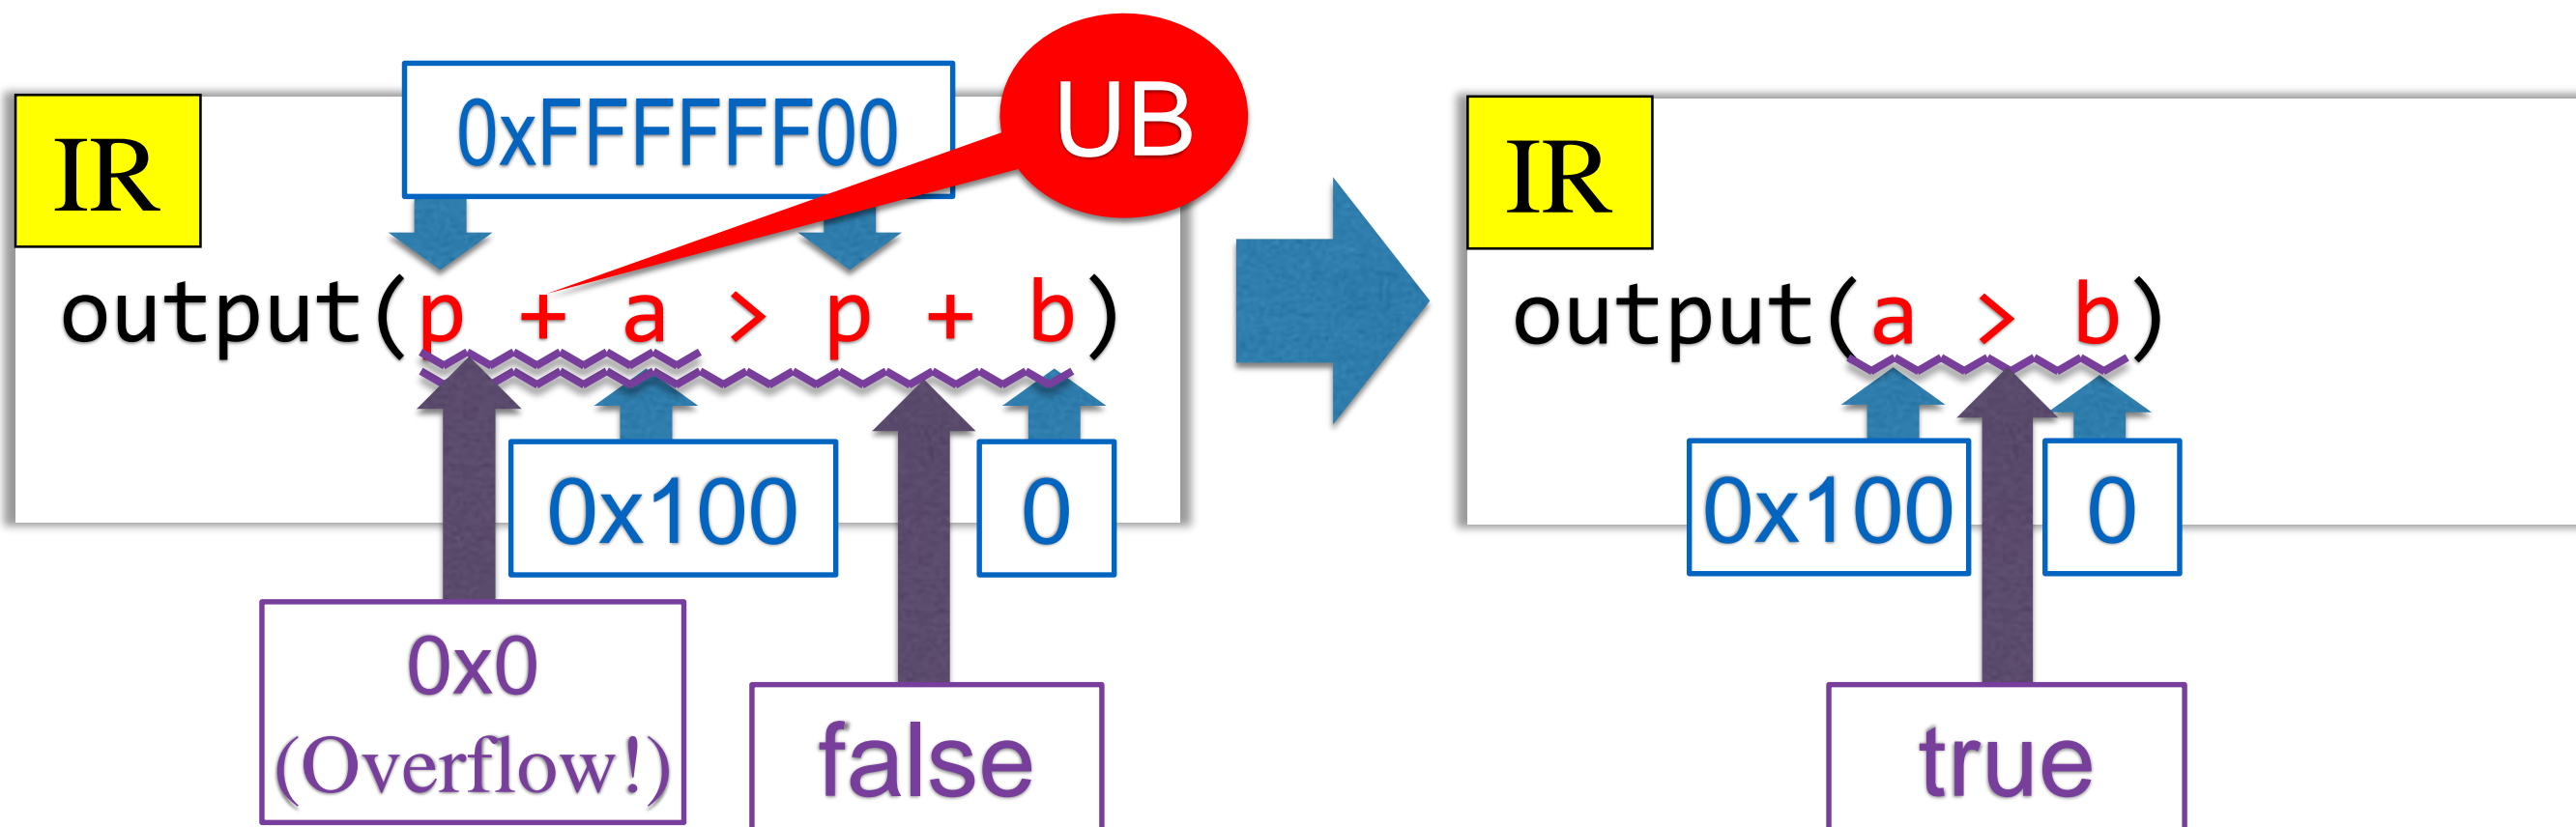 0xFFFFFF00
UB
IR
output(p + a > p + b)
0x100
0
0x0
(Overflow!)
false
IR
output(a > b)
0x100
0
true